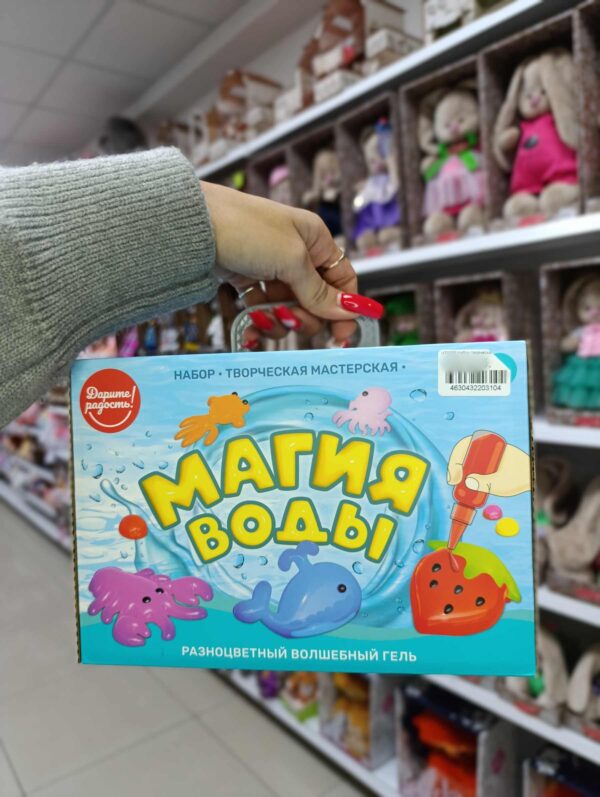 НАБОР • ТВОРЧЕСКАЯ МАСТЕРСКАЯ •
Дарите
радость!
4630432203104
МАГИЯ
ВОДЫ
РАЗНОЦВЕТНЫЙ ВОЛШЕБНЫЙ ГЕЛЬ